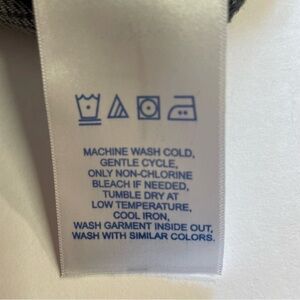 MACHINE WASH COLD,
GENTLE CYCLE,
ONLY NON-CHLORINE
BLEACH IF NEEDED,
TUMBLE DRY AT
LOW TEMPERATURE,
COOL IRON,
WASH GARMENT INSIDE OUT,
WASH WITH SIMILAR COLORS.